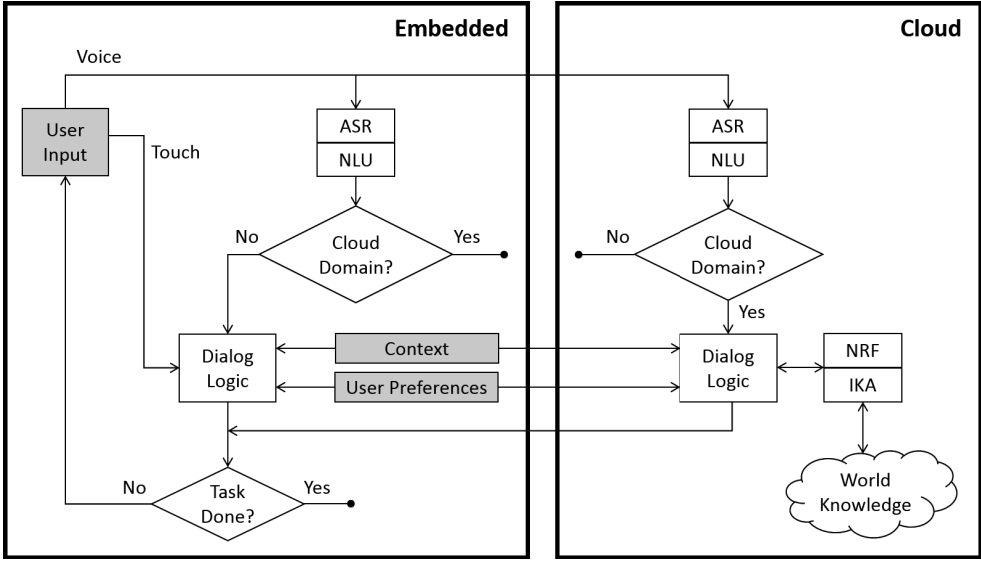 Embedded
Cloud
Voice
User
Input
Touch
ASR
NLU
ASR
NLU
No
Cloud
Domain?
Yes
No
Cloud
Domain?
Yes
Dialog
Logic
Context
User Preferences
Dialog
Logic
NRF
IKA
No
Task
Done?
Yes
World
Knowledge